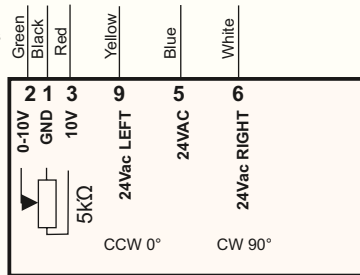 Green
Black
Red
Yellow
Blue
White
2 1 3 9 5 6
0-10V
GND
10V
24Vac LEFT
24VAC
24Vac RIGHT
5kΩ
CCW 0° CW 90°